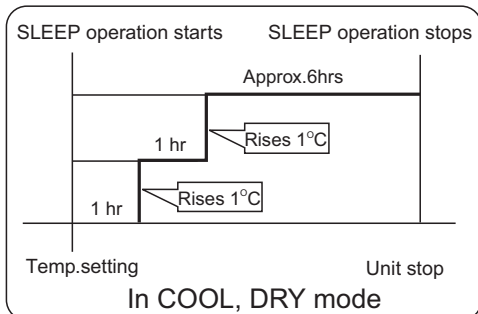 SLEEP operation starts SLEEP operation stops
Approx.6hrs
1 hr
Rises 1°C
1 hr
Rises 1°C
Temp.setting
Unit stop
In COOL, DRY mode